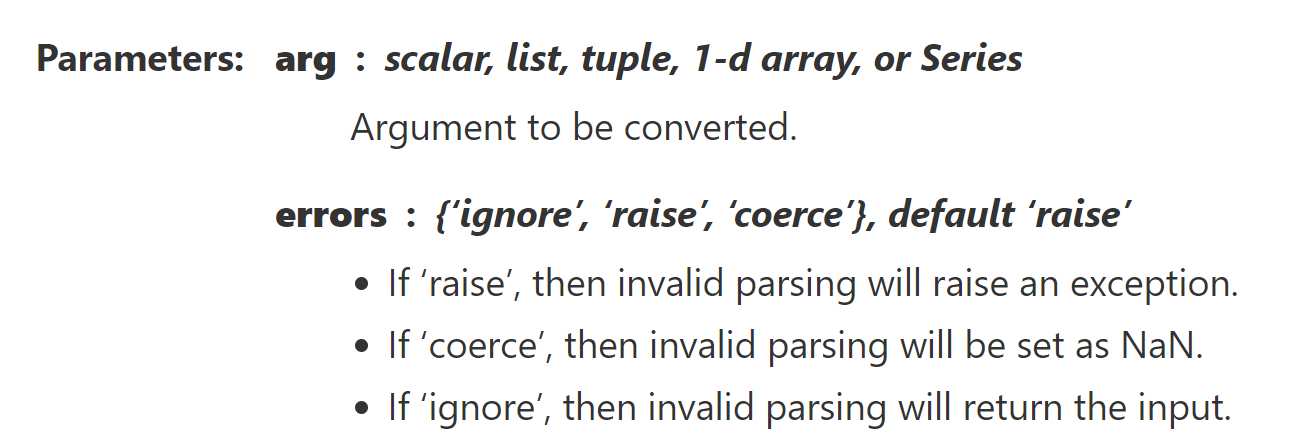 Parameters: arg : scalar, list, tuple, 1-d array, or Series
Argument to be converted.
errors : {‘ignore’, ‘raise’, ‘coerce’}, default ‘raise’
• If ‘raise’, then invalid parsing will raise an exception.
• If ‘coerce’, then invalid parsing will be set as NaN.
• If ‘ignore’, then invalid parsing will return the input.